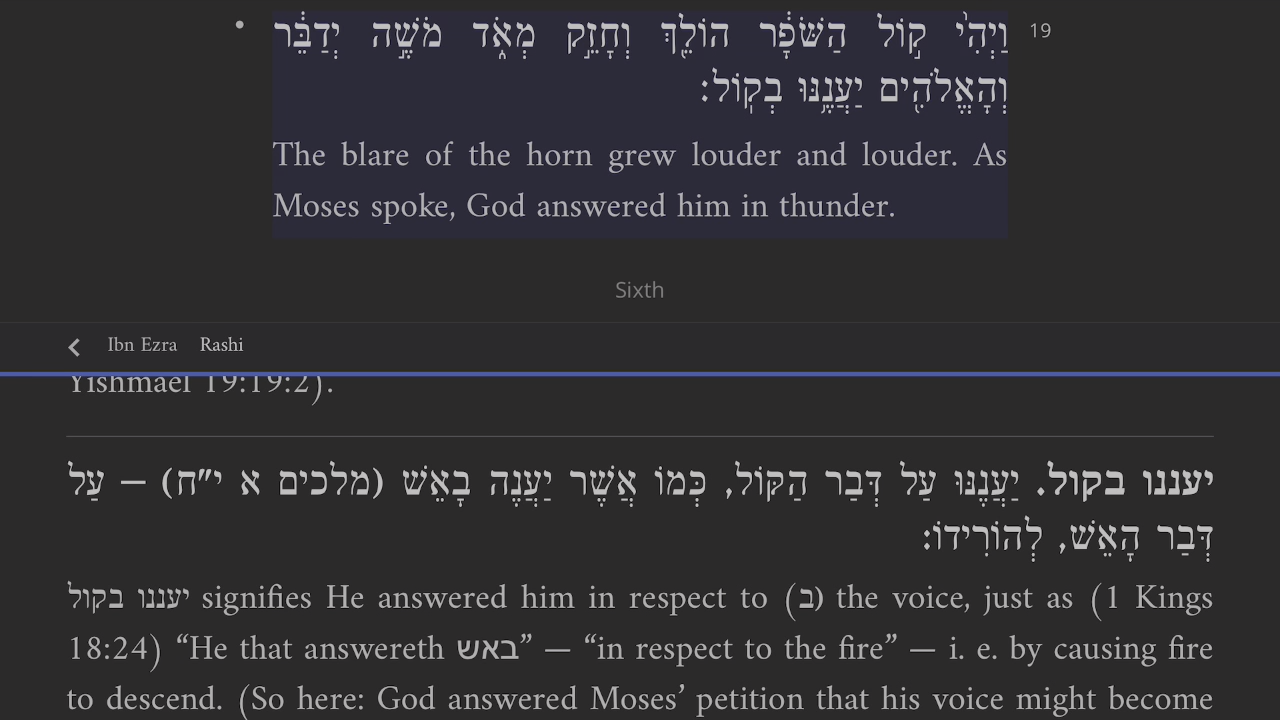 וַיְהִי֙ ק֣וֹל הַשֹּׁפָ֔ר הוֹלֵ֖ךְ וְחָזֵ֣ק מְאֹ֑ד מֹשֶׁ֣ה יְדַבֵּ֔ר 19
וְהָאֱלֹהִ֖ים יַעֲנֶ֥נּוּ בְקֽוֹל׃
The blare of the horn grew louder and louder. As
Moses spoke, God answered him in thunder.
Sixth
Ibn Ezra Rashi
Yishmael 19:19:2).
יעננו בקול. יַעֲנֶנּוּ עַל דְּבַר הַקּוֹל, כְּמוֹ אֲשֶׁר יַעֲנֶה בָאֵשׁ (מלכים א י״ח) — עַל
דְּבַר הָאֵשׁ, לְהוֹרִידוֹ:
יעננו בקול signifies He answered him in respect to (ב) the voice, just as (1 Kings
18:24) “He that answereth באש” — “in respect to the fire” — i. e. by causing fire
to descend. (So here: God answered Moses’ petition that his voice might become